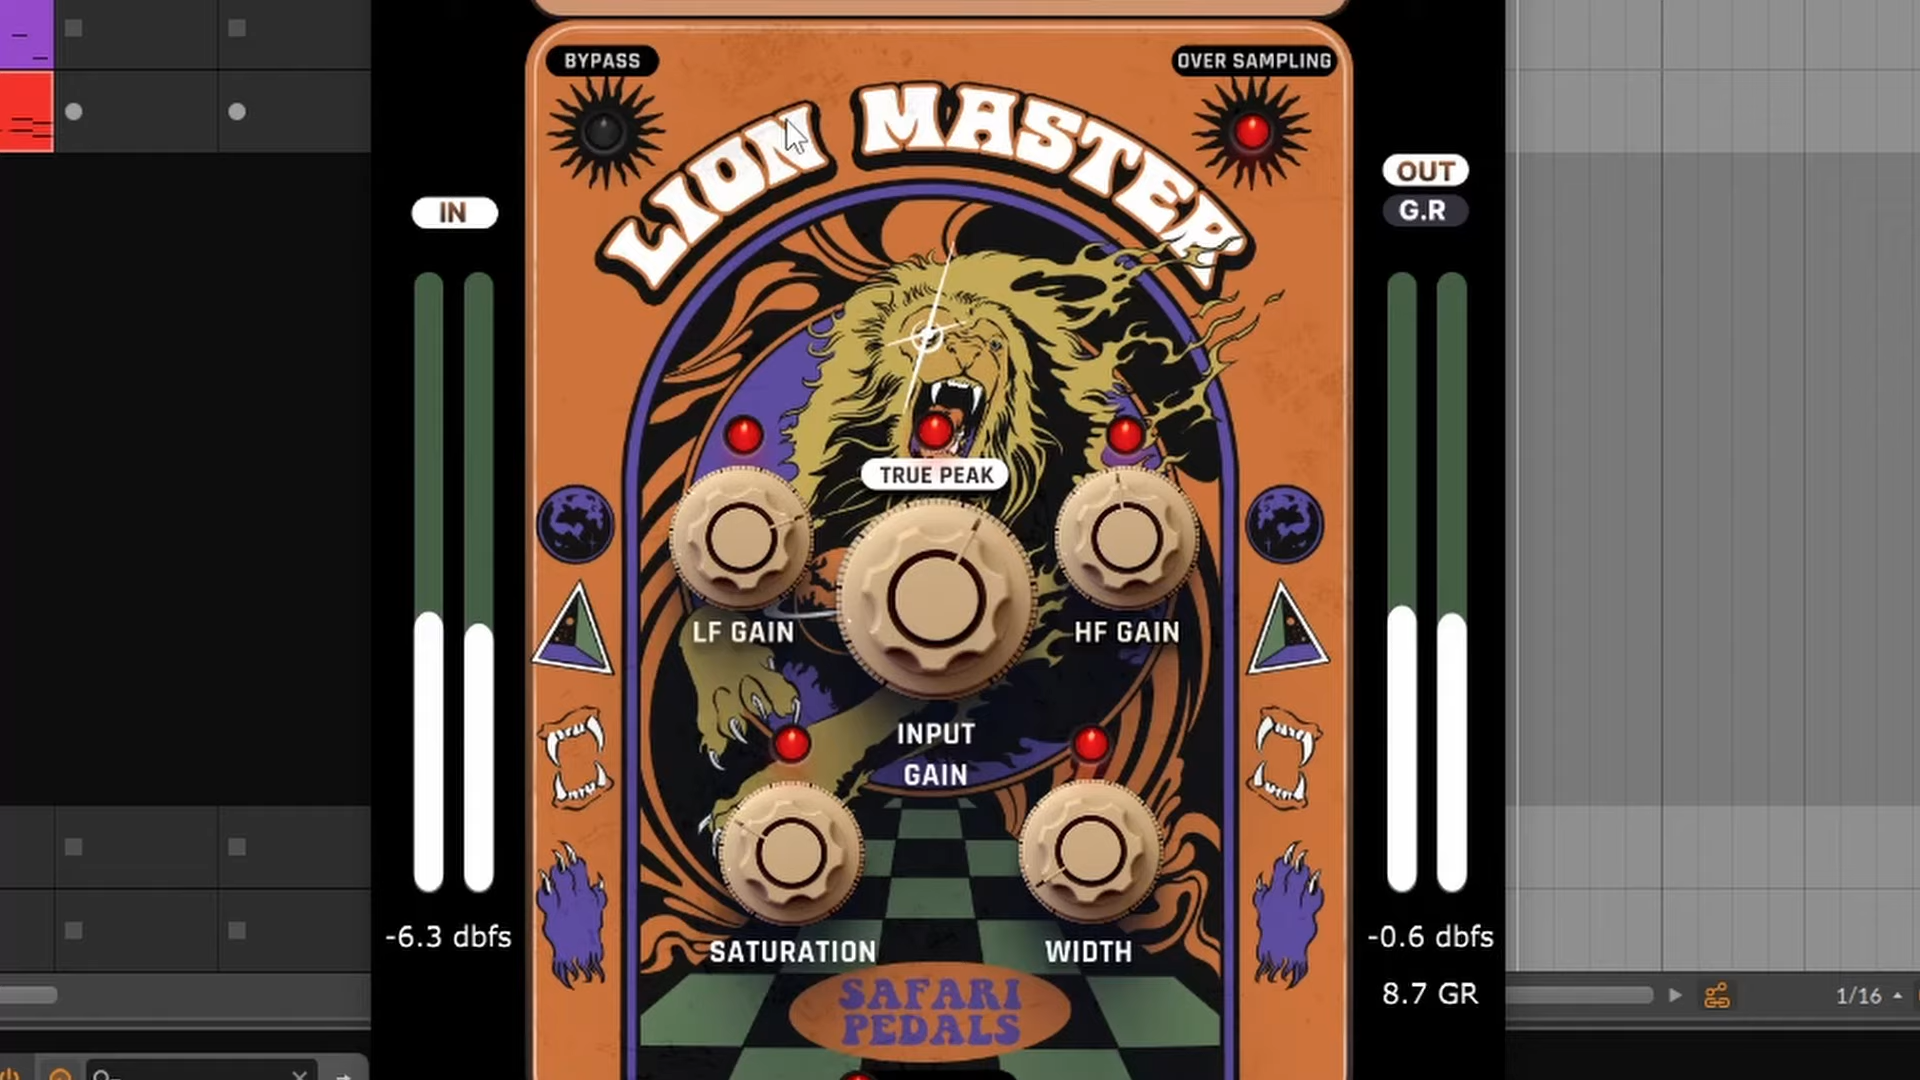 BYPASS
OVER SAMPLING
LION MASTER
IN
OUT
G.R
TRUE PEAK
LF GAIN
HF GAIN
INPUT
GAIN
SATURATION
WIDTH
-6.3 dbfs
-0.6 dbfs
SAFARI
PEDALS
8.7 GR
1/16